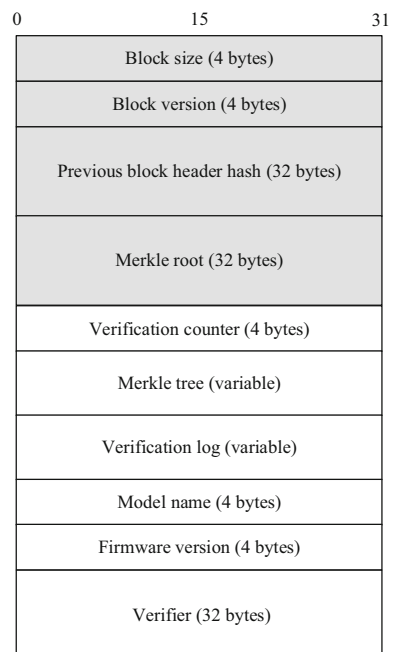 0 15 31
Block size (4 bytes)
Block version (4 bytes)
Previous block header hash (32 bytes)
Merkle root (32 bytes)
Verification counter (4 bytes)
Merkle tree (variable)
Verification log (variable)
Model name (4 bytes)
Firmware version (4 bytes)
Verifier (32 bytes)